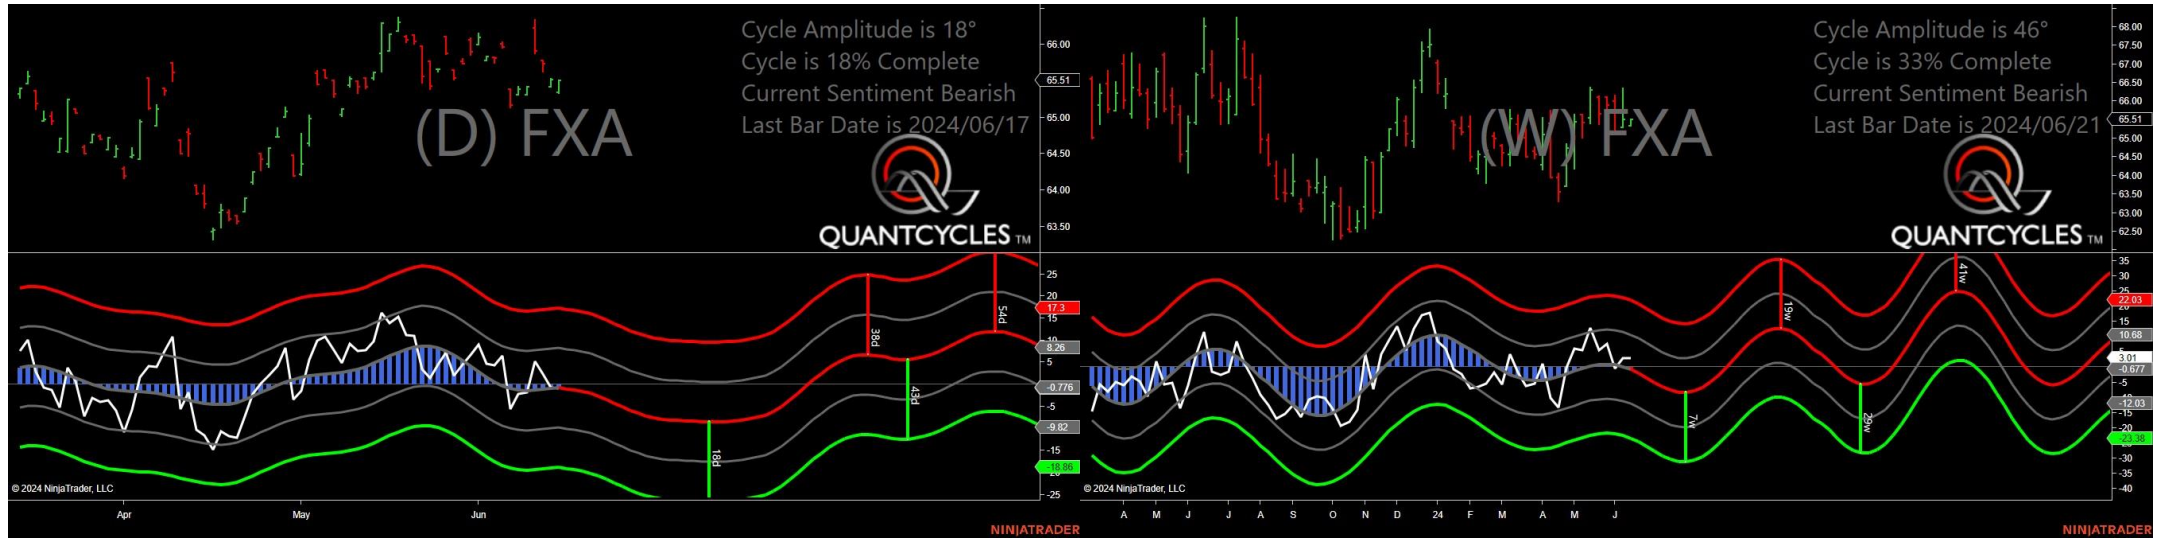 Cycle Amplitude is 18°
Cycle is 18% Complete
Current Sentiment Bearish
Last Bar Date is 2024/06/17
(D) FXA
QUANTCYCLES TM
66.00
65.51
65.00
64.50
64.00
63.50
25
20
17.3
15
10
8.26
5
-0.776
-5
-9.82
-15
-18.86
-25
18d
38d
43d
54d
© 2024 NinjaTrader, LLC
Apr
May
Jun
NINJATRADER
Cycle Amplitude is 46°
Cycle is 33% Complete
Current Sentiment Bearish
Last Bar Date is 2024/06/21
(W) FXA
QUANTCYCLES TM
68.00
67.50
67.00
66.50
66.00
65.51
65.00
64.50
64.00
63.50
63.00
62.50
35
30
25
22.03
15
10.68
3.01
-0.677
-5
-12.03
-15
-20
-23.38
-30
-35
-40
7w
19w
29w
41w
© 2024 NinjaTrader, LLC
A
M
J
J
A
S
O
N
D
24
F
M
A
M
J
NINJATRADER